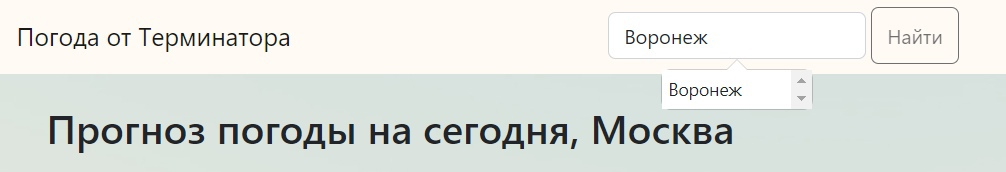 Погода от Терминатора
Воронеж
Найти
Воронеж
Прогноз погоды на сегодня, Москва